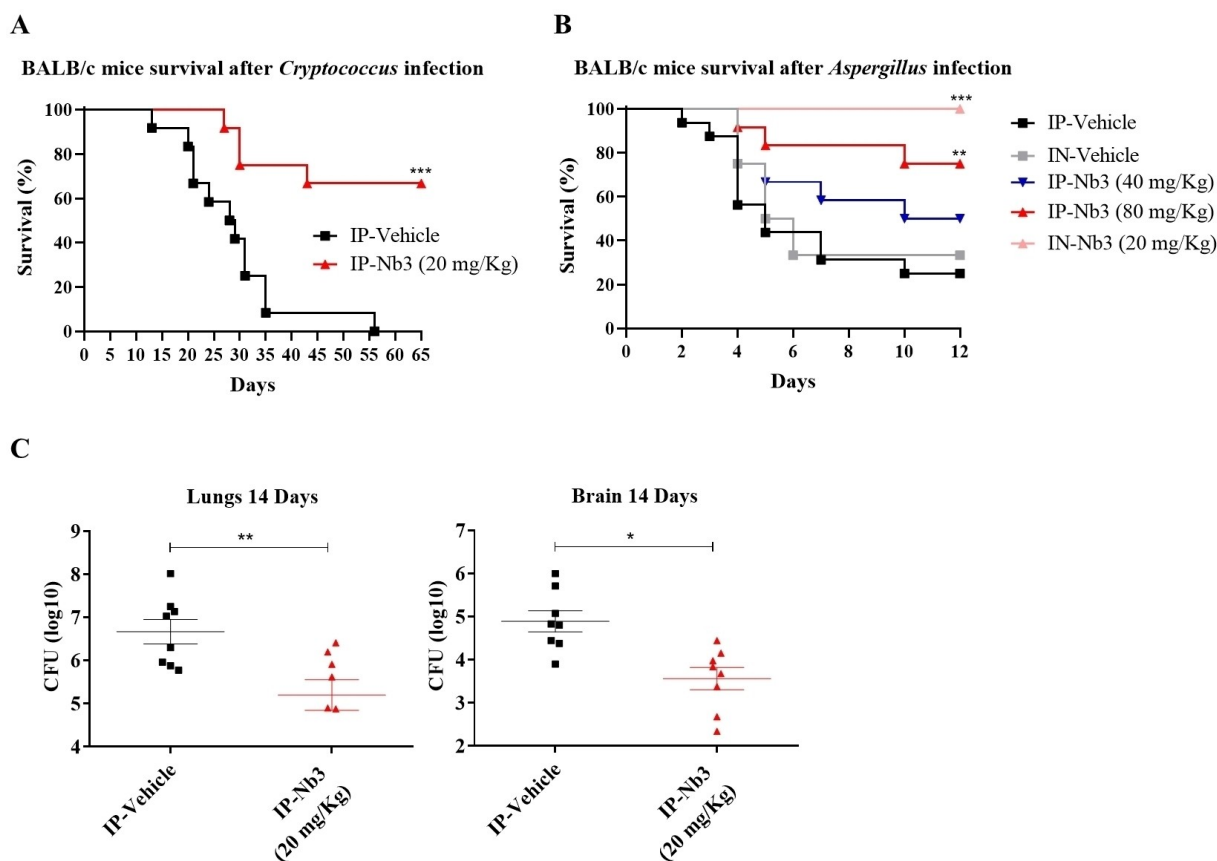 A
BALB/c mice survival after Cryptococcus infection
Survival (%)
100
80
60
40
20
0
0 5 10 15 20 25 30 35 40 45 50 55 60 65
Days
***
IP-Vehicle
IP-Nb3 (20 mg/Kg)
B
BALB/c mice survival after Aspergillus infection
Survival (%)
100
80
60
40
20
0
0 2 4 6 8 10 12
Days
***
**
IP-Vehicle
IN-Vehicle
IP-Nb3 (40 mg/Kg)
IP-Nb3 (80 mg/Kg)
IN-Nb3 (20 mg/Kg)
C
Lungs 14 Days
CFU (log10)
9
8
7
6
5
4
**
IP-Vehicle
IP-Nb3
(20 mg/Kg)
Brain 14 Days
CFU (log10)
7
6
5
4
3
2
*
IP-Vehicle
IP-Nb3
(20 mg/Kg)